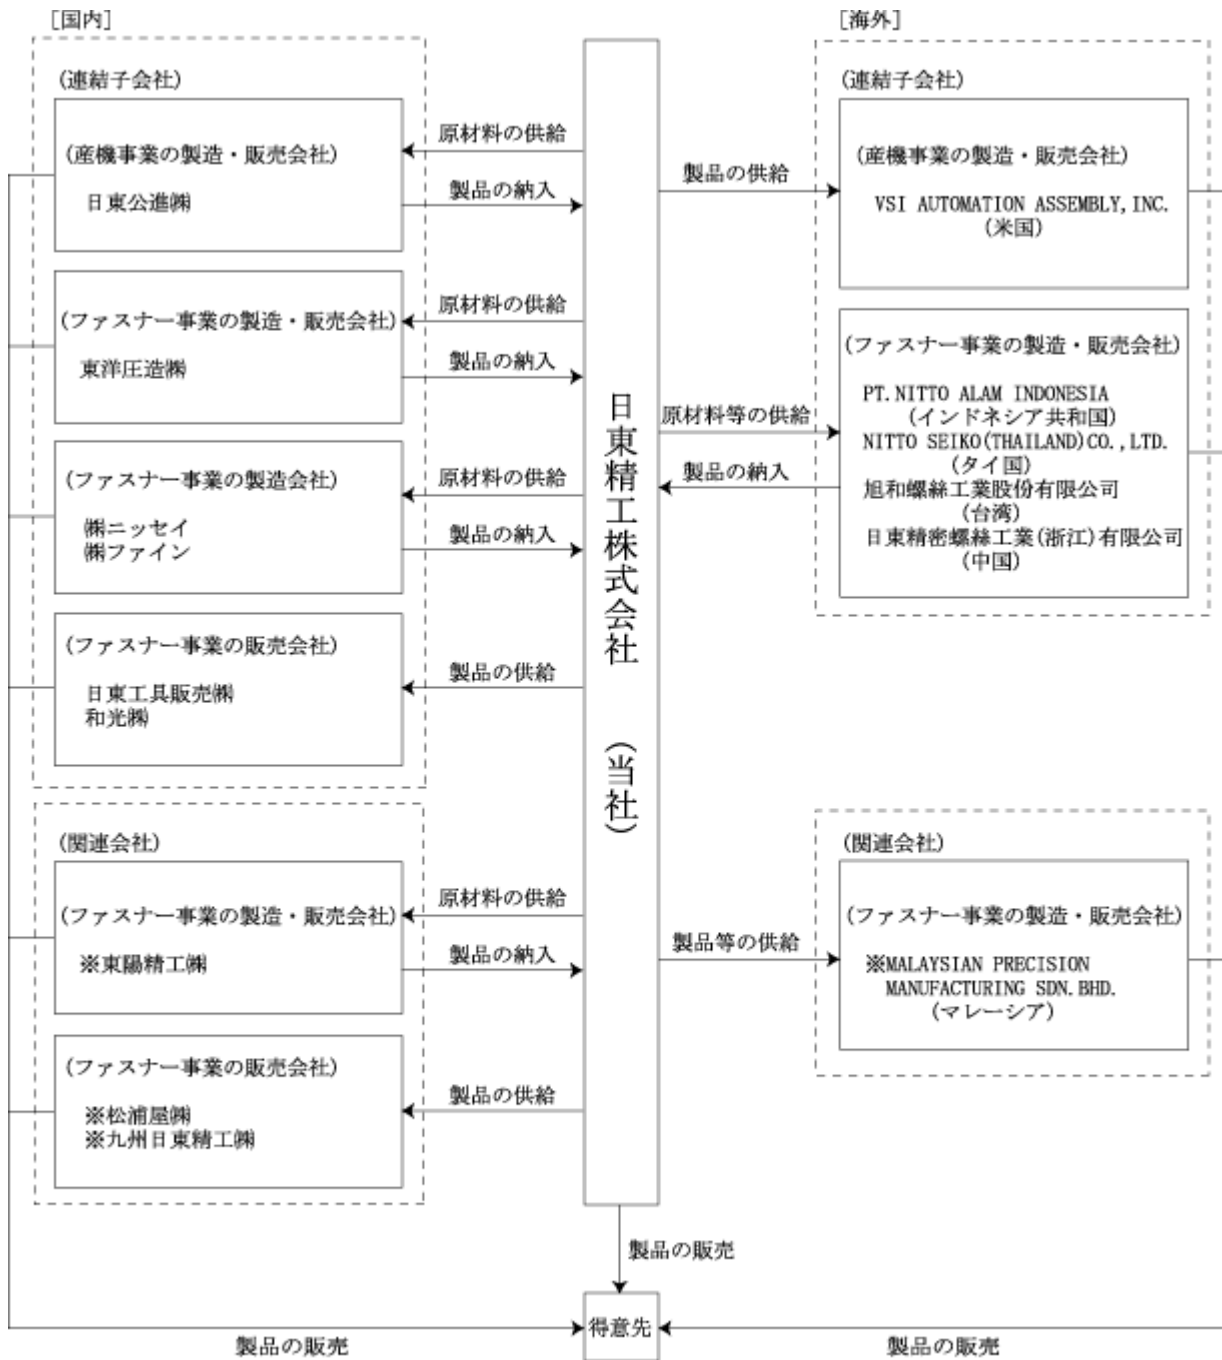 [国内]
(連結子会社)
(産機事業の製造・販売会社)
日東公進㈱
原材料の供給
製品の納入
(ファスナー事業の製造・販売会社)
東洋圧造㈱
原材料の供給
製品の納入
(ファスナー事業の製造会社)
㈱ニッセイ
㈱ファイン
原材料の供給
製品の納入
(ファスナー事業の販売会社)
日東工具販売㈱
和光㈱
製品の供給
(関連会社)
(ファスナー事業の製造・販売会社)
※東陽精工㈱
原材料の供給
製品の納入
(ファスナー事業の販売会社)
※松浦屋㈱
※九州日東精工㈱
製品の供給
日東精工株式会社 (当社)
[海外]
(連結子会社)
(産機事業の製造・販売会社)
VSI AUTOMATION ASSEMBLY,INC.
(米国)
製品の供給
(ファスナー事業の製造・販売会社)
PT.NITTO ALAM INDONESIA
(インドネシア共和国)
NITTO SEIKO(THAILAND)CO.,LTD.
(タイ国)
旭和螺絲工業股份有限公司
(台湾)
日東精密螺絲工業(浙江)有限公司
(中国)
原材料等の供給
製品の納入
(関連会社)
(ファスナー事業の製造・販売会社)
※MALAYSIAN PRECISION
MANUFACTURING SDN.BHD.
(マレーシア)
製品等の供給
製品の販売
得意先
製品の販売
製品の販売